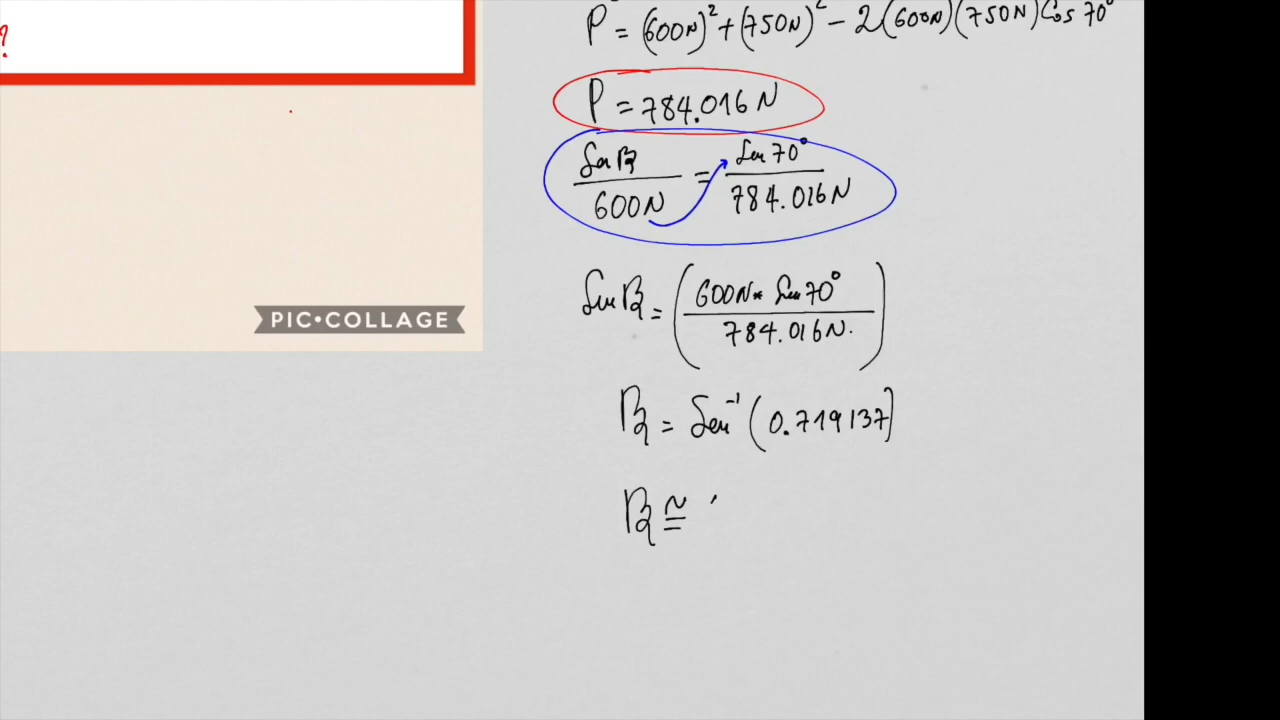 ?
P² = (600N)² + (750N)² - 2(600N)(750N) Cos 70°
P = 784.016 N
Sen B / 600N = Sen 70° / 784.016 N
PIC•COLLAGE
Sen B = (600N * Sen 70° / 784.016 N.)
B = Sen⁻¹ (0.719137)
B ≅